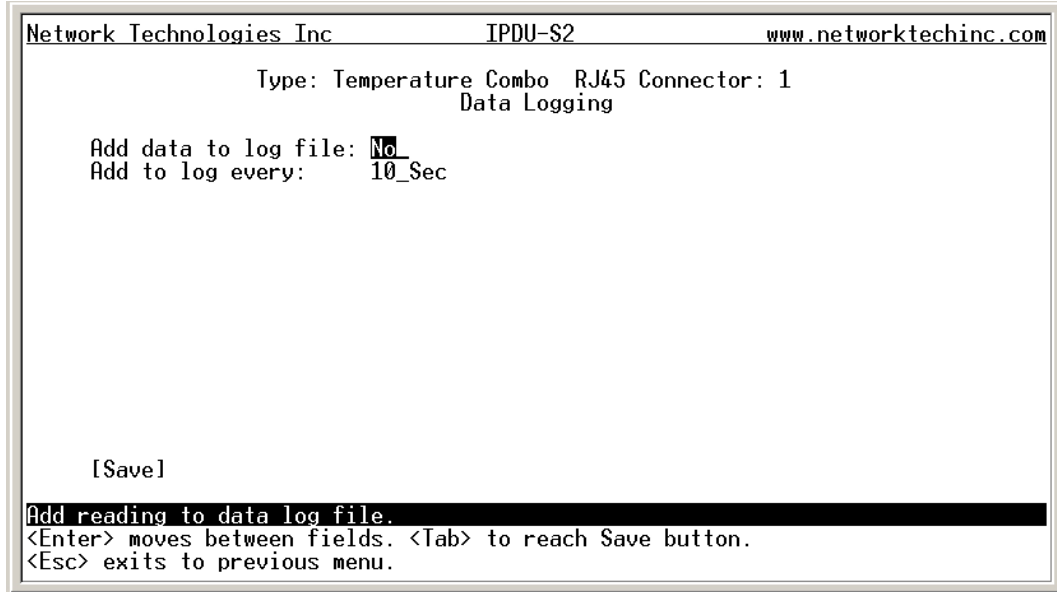 Network Technologies Inc IPDU-S2 www.networktechinc.com
Type: Temperature Combo RJ45 Connector: 1
Data Logging
Add data to log file: No_
Add to log every: 10_Sec
[Save]
Add reading to data log file.
<Enter> moves between fields. <Tab> to reach Save button.
<Esc> exits to previous menu.